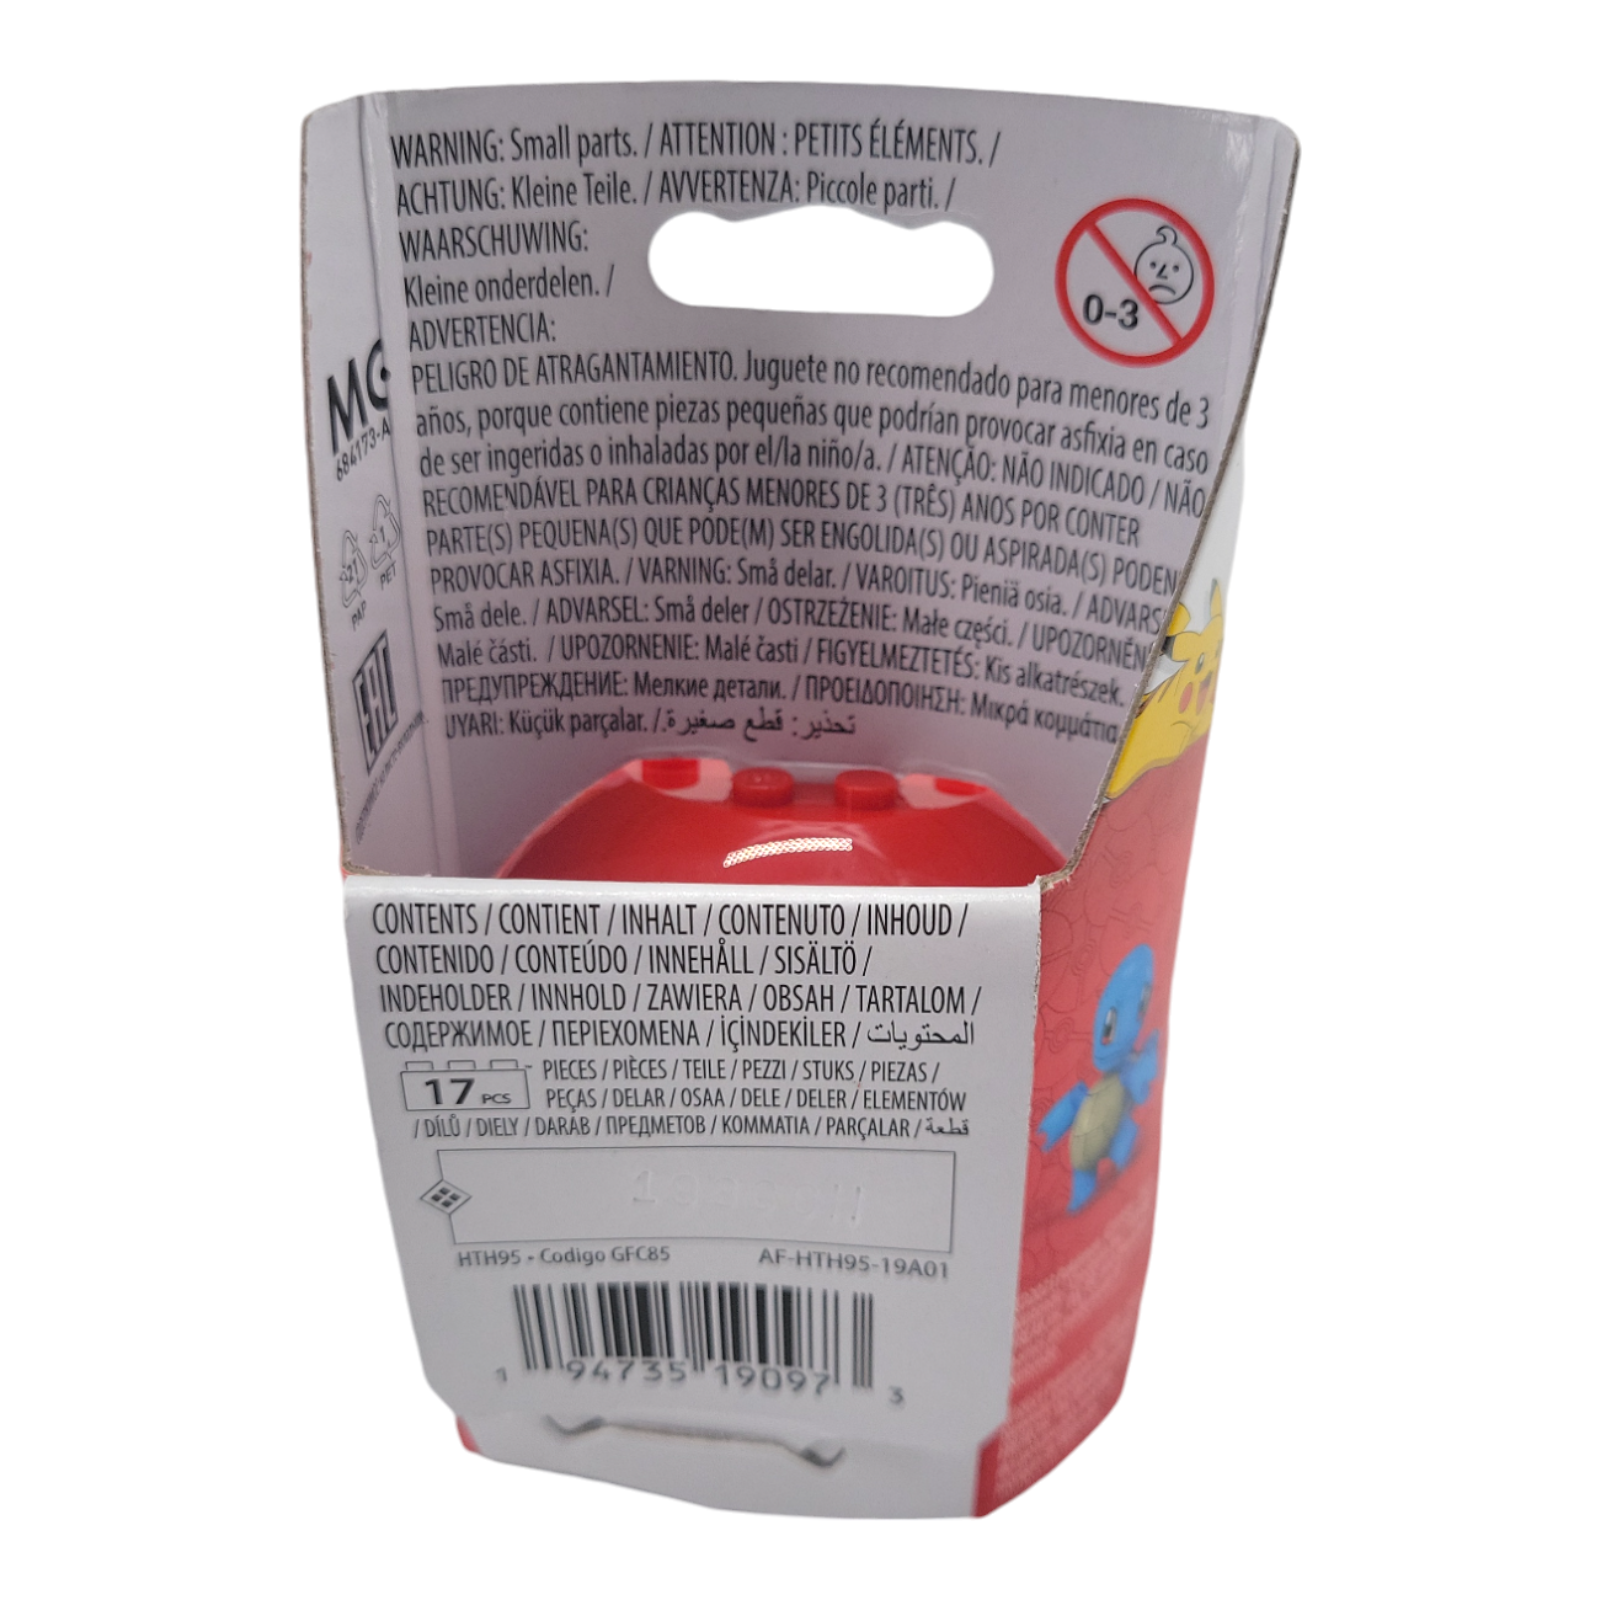 WARNING: Small parts. / ATTENTION : PETITS ÉLÉMENTS. /
ACHTUNG: Kleine Teile. / AVVERTENZA: Piccole parti. /
WAARSCHUWING:
Kleine onderdelen. /
ADVERTENCIA:
PELIGRO DE ATRAGANTAMIENTO. Juguete no recomendado para menores de 3
años, porque contiene piezas pequeñas que podrían provocar asfixia en caso
de ser ingeridas o inhaladas por el/la niño/a. / ATENÇÃO: NÃO INDICADO / NÃO
RECOMENDÁVEL PARA CRIANÇAS MENORES DE 3 (TRÊS) ANOS POR CONTER
PARTE(S) PEQUENA(S) QUE PODE(M) SER ENGOLIDA(S) OU ASPIRADA(S) PODEN
PROVOCAR ASFIXIA. / VARNING: Små delar. / VAROITUS: Pieniä osia. / ADVARS
Små dele. / ADVARSEL: Små deler / OSTRZEŻENIE: Małe części. / UPOZORNĚN
Malé části. / UPOZORNENIE: Malé časti / FIGYELMEZTETÉS: Kis alkatrészek.
ПРЕДУПРЕЖДЕНИЕ: Мелкие детали. / ΠΡΟΕΙΔΟΠΟΙΗΣΗ: Μικρά κομμάτια
UYARI: Küçük parçalar. / تحذير: قطع صغيرة.
0-3
684173-A
21
PAP
1
PET
EAC
CONTENTS / CONTIENT / INHALT / CONTENUTO / INHOUD /
CONTENIDO / CONTEÚDO / INNEHÅLL / SISÄLTÖ /
INDEHOLDER / INNHOLD / ZAWIERA / OBSAH / TARTALOM /
СОДЕРЖИМОЕ / ΠΕΡΙΕΧΟΜΕΝΑ / İÇİNDEKİLER / المحتويات
17 PCS
PIECES / PIÈCES / TEILE / PEZZI / STUKS / PIEZAS /
PEÇAS / DELAR / OSAA / DELE / DELER / ELEMENTÓW
/ DÍLŮ / DIELY / DARAB / ПРЕДМЕТОВ / ΚΟΜΜΑΤΙΑ / PARÇALAR / قطعة
HTH95 - Codigo GFC85 AF-HTH95-19A01
1 94735 19097 3